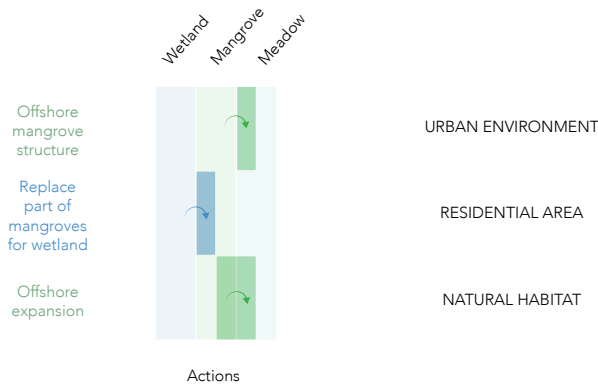 Wetland
Mangrove
Meadow
Offshore
mangrove
structure
URBAN ENVIRONMENT
Replace
part of
mangroves
for wetland
RESIDENTIAL AREA
Offshore
expansion
NATURAL HABITAT
Actions